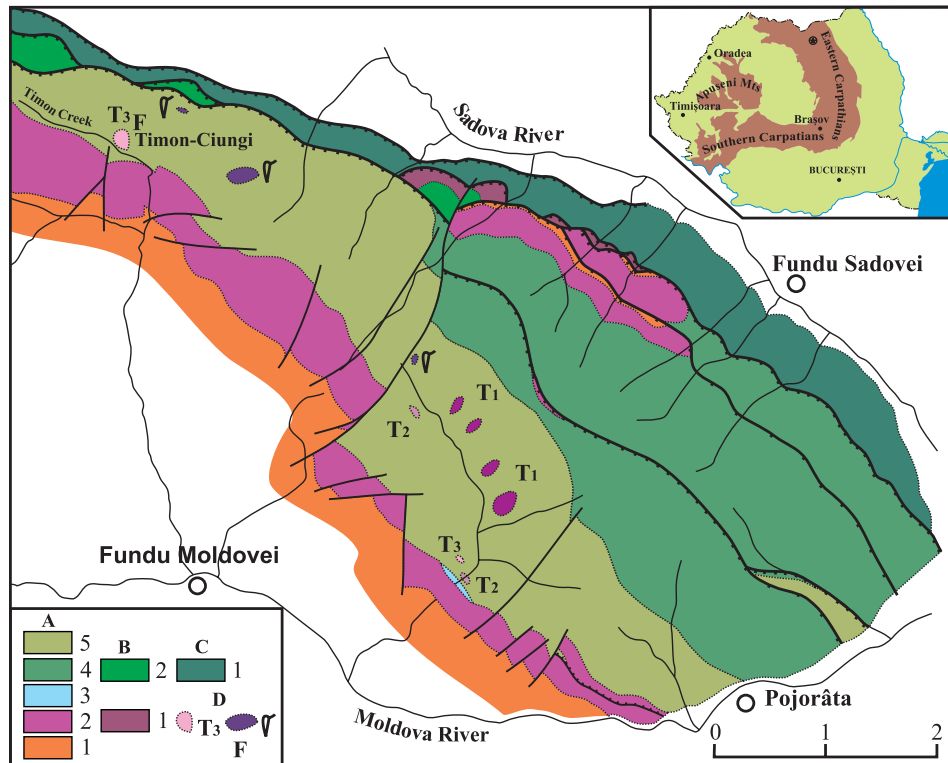 Oradea
Apuseni Mts
Eastern Carpathians
Timişoara
Braşov
Southern Carpatians
BUCUREŞTI
Timon Creek
T3 F
Timon-Ciungi
Sadova River
Fundu Sadovei
T1
T2
T1
T3
T2
Fundu Moldovei
Pojorâta
Moldova River
0 1 2
A
5
B
C
4
2
1
3
D
2
1
T3
F
1